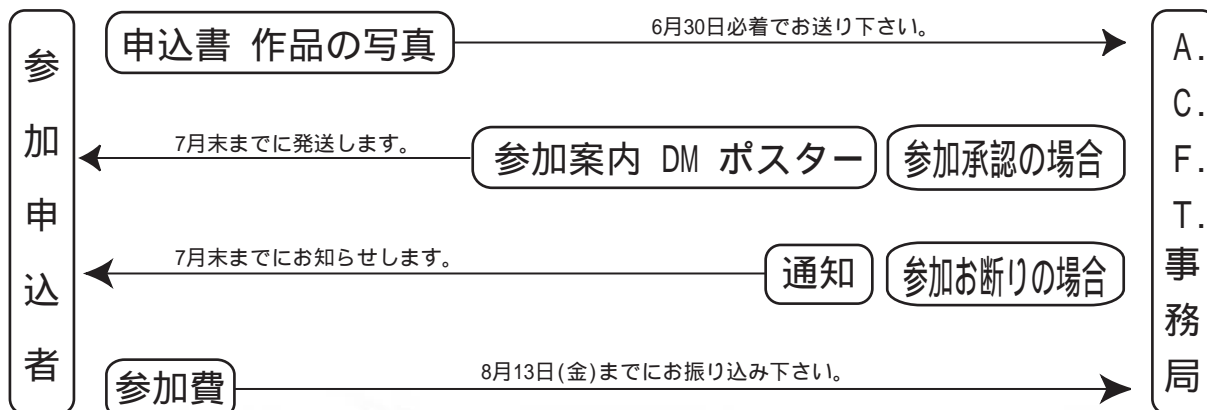 参加申込者
申込書 作品の写真
6月30日必着でお送り下さい。
7月末までに発送します。
参加案内 DM ポスター
参加承認の場合
7月末までにお知らせします。
通知
参加お断りの場合
参加費
8月13日(金)までにお振り込み下さい。
A.C.F.T.事務局